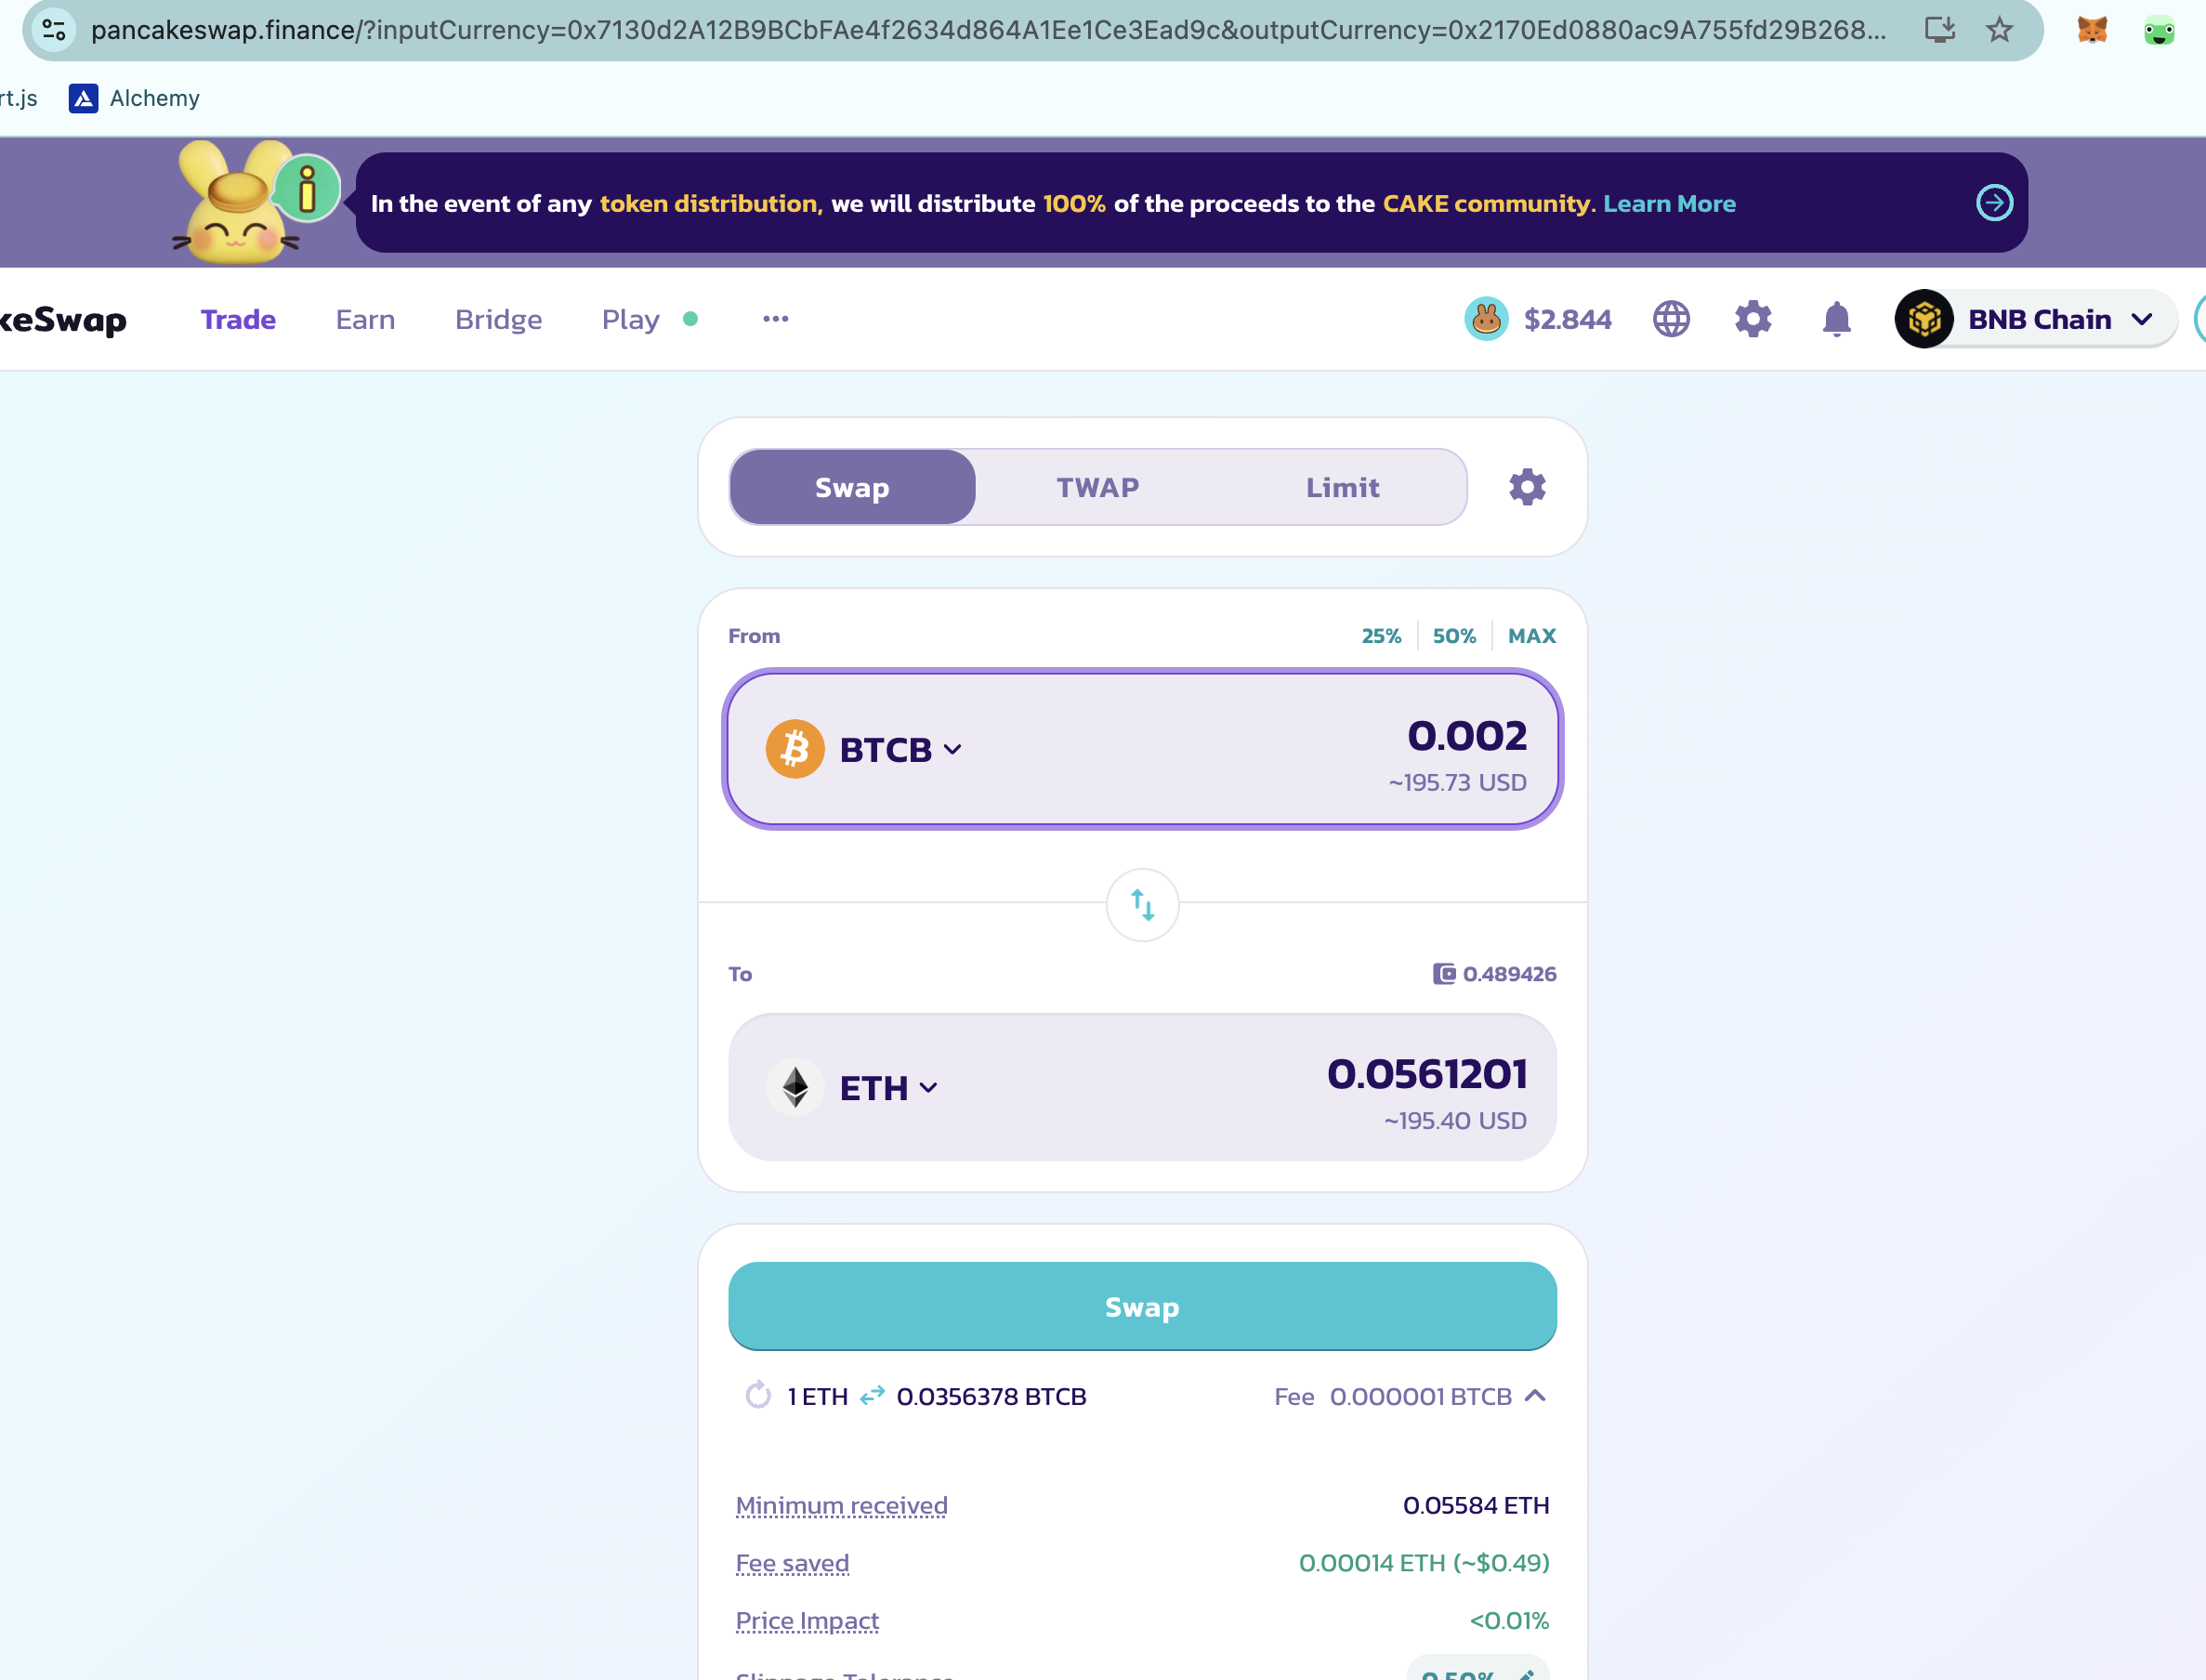 pancakeswap.finance/?inputCurrency=0x7130d2A12B9BCbFAe4f2634d864A1Ee1Ce3Ead9c&outputCurrency=0x2170Ed0880ac9A755fd29B268...
rt.js Alchemy
In the event of any token distribution, we will distribute 100% of the proceeds to the CAKE community. Learn More
keSwap Trade Earn Bridge Play ... $2.844 BNB Chain
Swap TWAP Limit
From 25% 50% MAX
BTCB 0.002
~195.73 USD
To 0.489426
ETH 0.0561201
~195.40 USD
Swap
1 ETH 0.0356378 BTCB Fee 0.000001 BTCB
Minimum received 0.05584 ETH
Fee saved 0.00014 ETH (~$0.49)
Price Impact <0.01%
Slippage Tolerance 0.50%